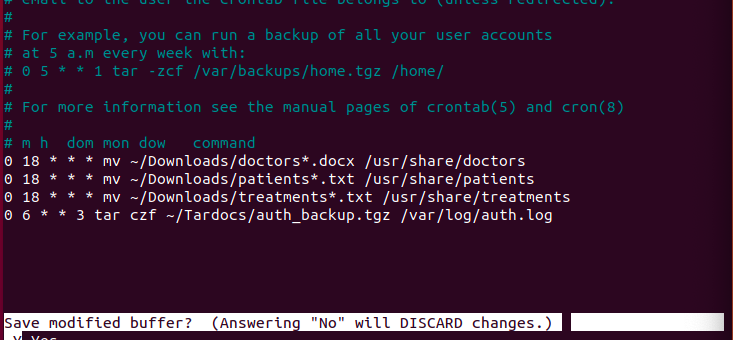 # email to the user the crontab file belongs to (unless redirected).
#
# For example, you can run a backup of all your user accounts
# at 5 a.m every week with:
# 0 5 * * 1 tar -zcf /var/backups/home.tgz /home/
#
# For more information see the manual pages of crontab(5) and cron(8)
#
# m h  dom mon dow   command
0 18 * * * mv ~/Downloads/doctors*.docx /usr/share/doctors
0 18 * * * mv ~/Downloads/patients*.txt /usr/share/patients
0 18 * * * mv ~/Downloads/treatments*.txt /usr/share/treatments
0 6 * * 3 tar czf ~/Tardocs/auth_backup.tgz /var/log/auth.log
Save modified buffer?  (Answering "No" will DISCARD changes.)
Y Yes